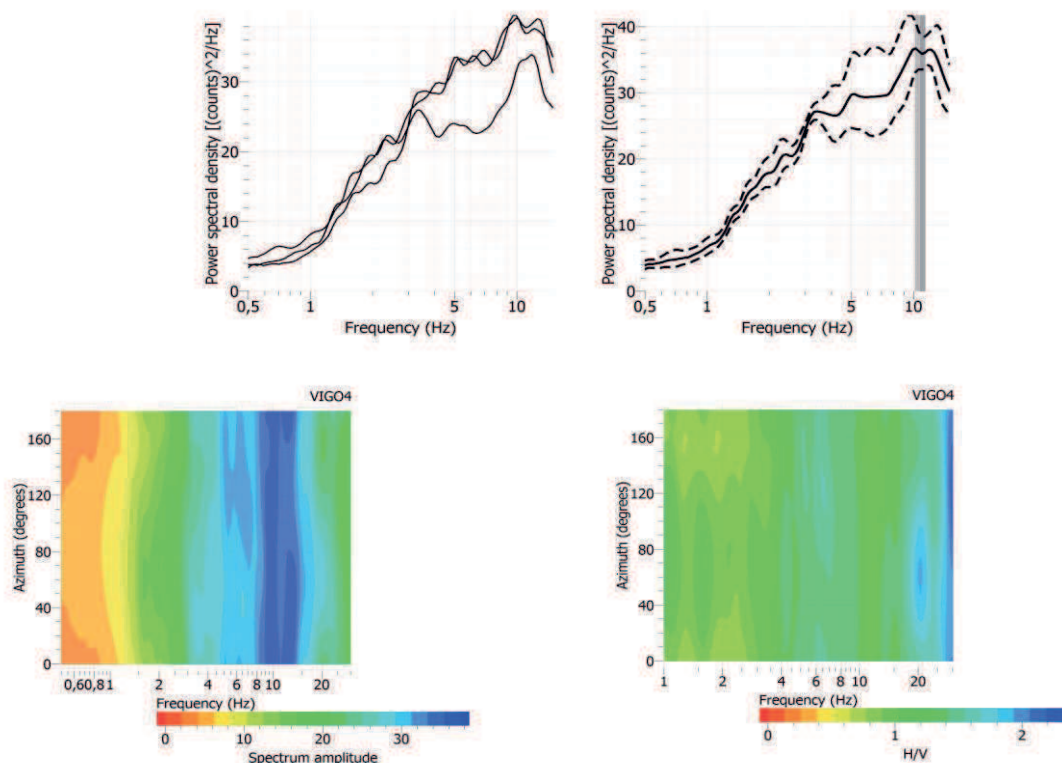 Power spectral density [(counts)^2/Hz]
30
20
10
0
0,5 1 5 10
Frequency (Hz)
Power spectral density [(counts)^2/Hz]
40
30
20
10
0
0,5 1 5 10
Frequency (Hz)
VIGO4
Azimuth (degrees)
160
120
80
40
0
0,60,81 2 4 6 8 10 20
Frequency (Hz)
0 10 20 30
Spectrum amplitude
VIGO4
Azimuth (degrees)
160
120
80
40
0
1 2 4 6 8 10 20
Frequency (Hz)
0 1 2
H/V